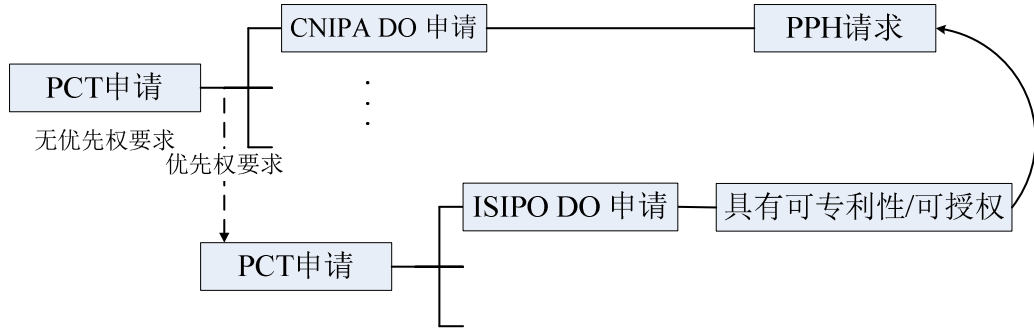 CNIPA DO 申请
PPH请求
PCT申请
无优先权要求
优先权要求
ISIPO DO 申请
具有可专利性/可授权
PCT申请